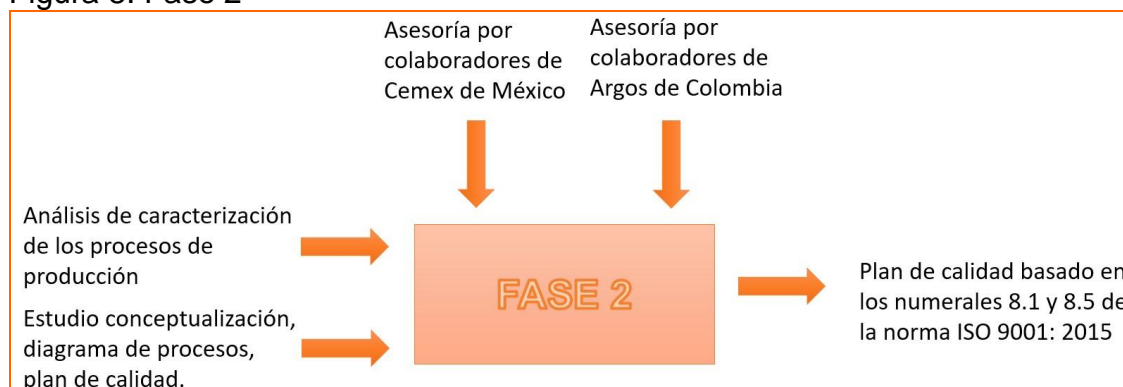 Asesoría por
colaboradores de
Cemex de México
Asesoría por
colaboradores de
Argos de Colombia
Análisis de caracterización
de los procesos de
producción
Estudio conceptualización,
diagrama de procesos,
plan de calidad.
FASE 2
Plan de calidad basado en
los numerales 8.1 y 8.5 de
la norma ISO 9001: 2015